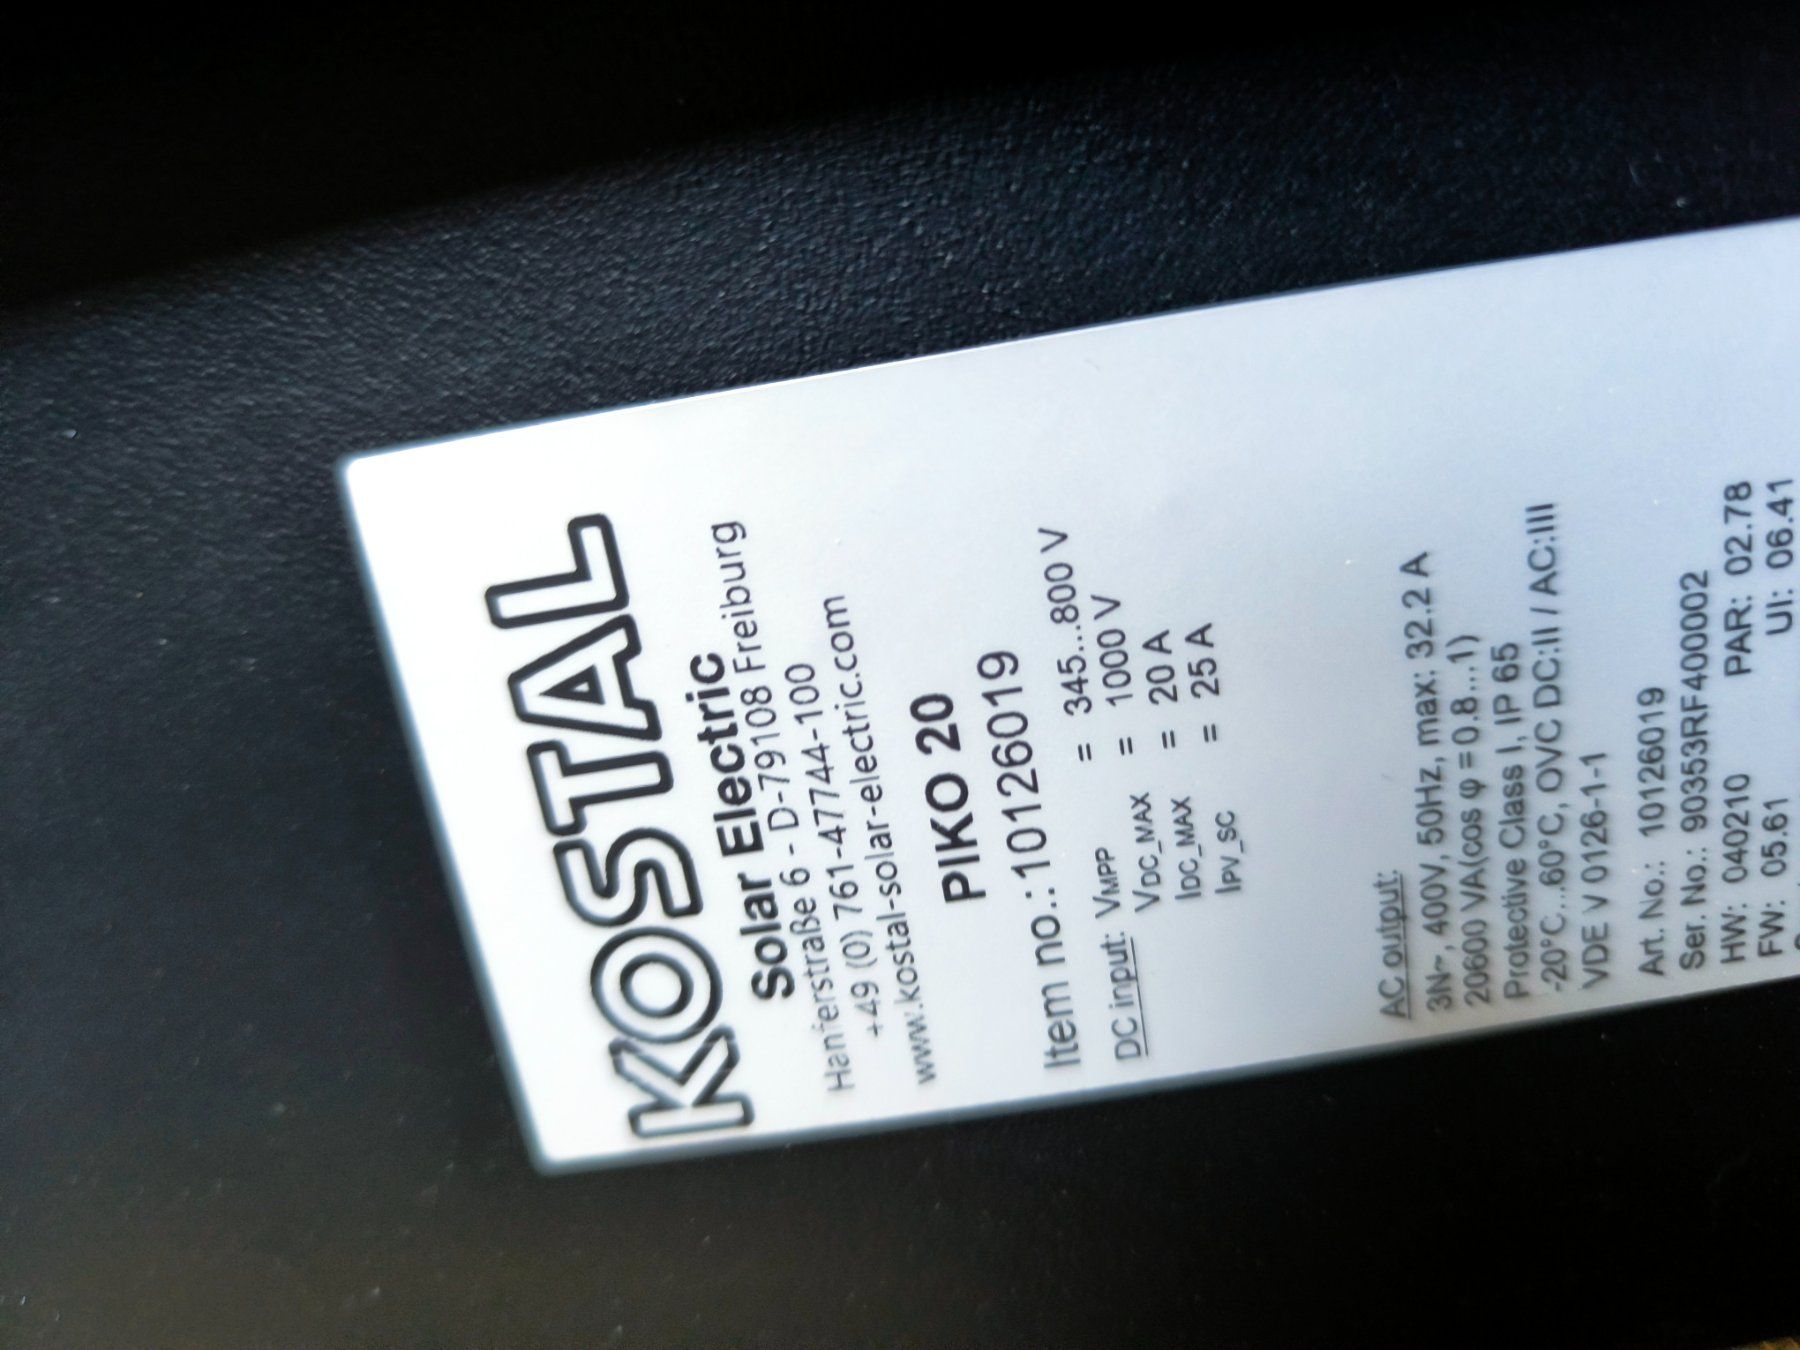 KOSTAL
Solar Electric
Hanferstraße 6 - D-79108 Freiburg
+49 (0) 761-47744-100
www.kostal-solar-electric.com
PIKO 20
Item no.: 10126019
DC input: VMPP = 345...800 V
VDC_MAX = 1000 V
IDC_MAX = 20 A
IPV_SC = 25 A
AC output:
3N~, 400V, 50Hz, max: 32.2 A
20600 VA(cos φ = 0.8...1)
Protective Class I, IP 65
-20°C...60°C, OVC DC:II / AC:III
VDE V 0126-1-1
Art. No.: 10126019
Ser. No.: 90353RF400002
HW: 040210 PAR: 02.78
FW: 05.61 UI: 06.41